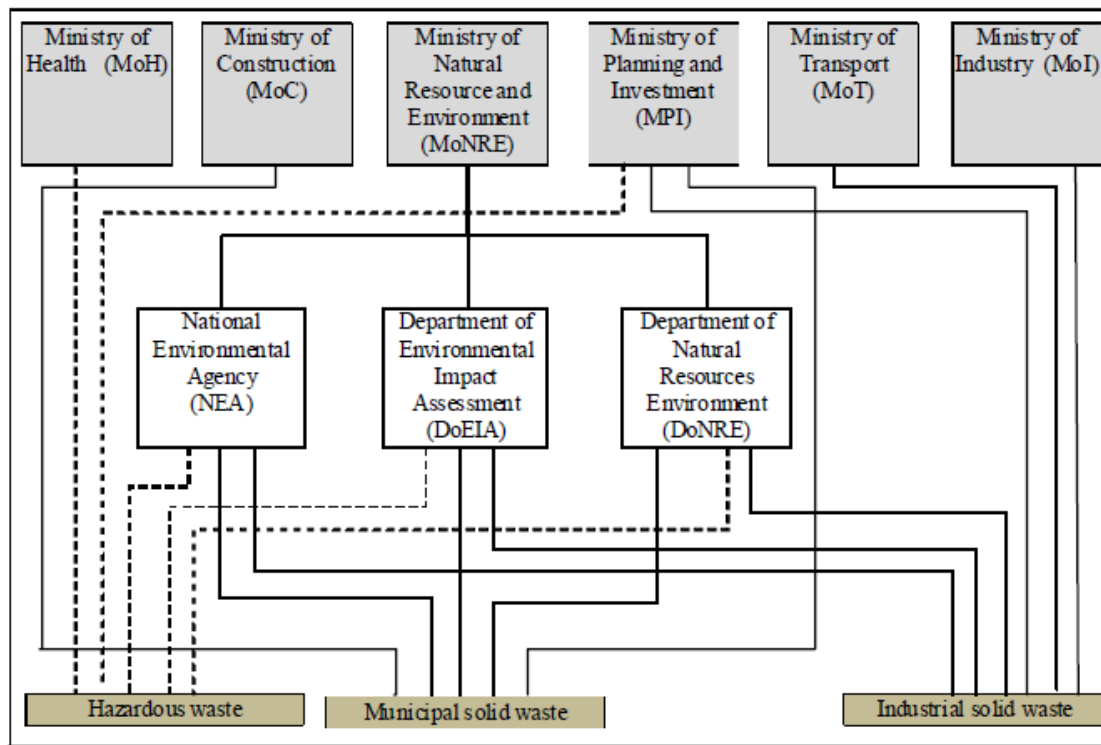 Ministry of
Health (MoH)
Ministry of
Construction
(MoC)
Ministry of
Natural
Resource and
Environment
(MoNRE)
Ministry of
Planning and
Investment
(MPI)
Ministry of
Transport
(MoT)
Ministry of
Industry (MoI)
National
Environmental
Agency
(NEA)
Department of
Environmental
Impact
Assessment
(DoEIA)
Department of
Natural
Resources
Environment
(DoNRE)
Hazardous waste
Municipal solid waste
Industrial solid waste